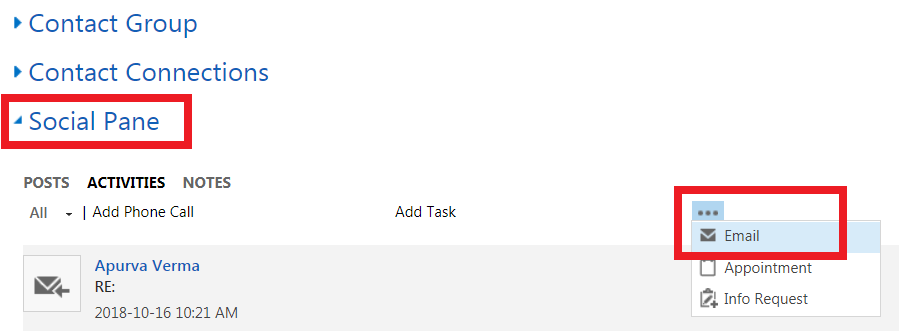 Contact Group
Contact Connections
Social Pane
POSTS ACTIVITIES NOTES
All | Add Phone Call Add Task
Email
Appointment
Info Request
Apurva Verma
RE:
2018-10-16 10:21 AM